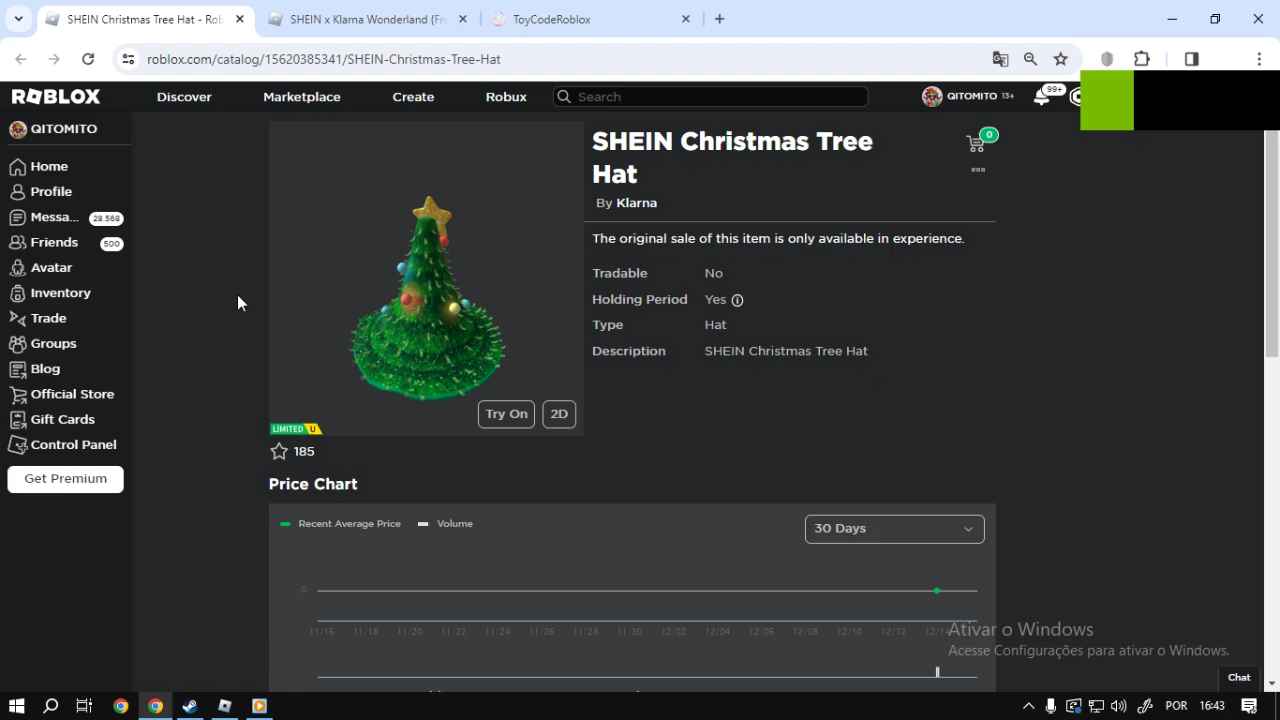 SHEIN Christmas Tree Hat - Rob
SHEIN x Klarna Wonderland (Fr
ToyCodeRoblox
roblox.com/catalog/15620385341/SHEIN-Christmas-Tree-Hat
ROBLOX
Discover
Marketplace
Create
Robux
Search
QITOMITO 13+
99+
QITOMITO
Home
Profile
Messa... 28.568
Friends 500
Avatar
Inventory
Trade
Groups
Blog
Official Store
Gift Cards
Control Panel
Get Premium
SHEIN Christmas Tree
Hat
0
By Klarna
The original sale of this item is only available in experience.
Tradable No
Holding Period Yes
Type Hat
Description SHEIN Christmas Tree Hat
Try On
2D
LIMITED U
185
Price Chart
Recent Average Price
Volume
30 Days
0
11/16 11/18 11/20 11/22 11/24 11/26 11/28 11/30 12/02 12/04 12/06 12/08 12/10 12/12 12/14
Ativar o Windows
Acesse Configurações para ativar o Windows.
Chat
POR
16:43